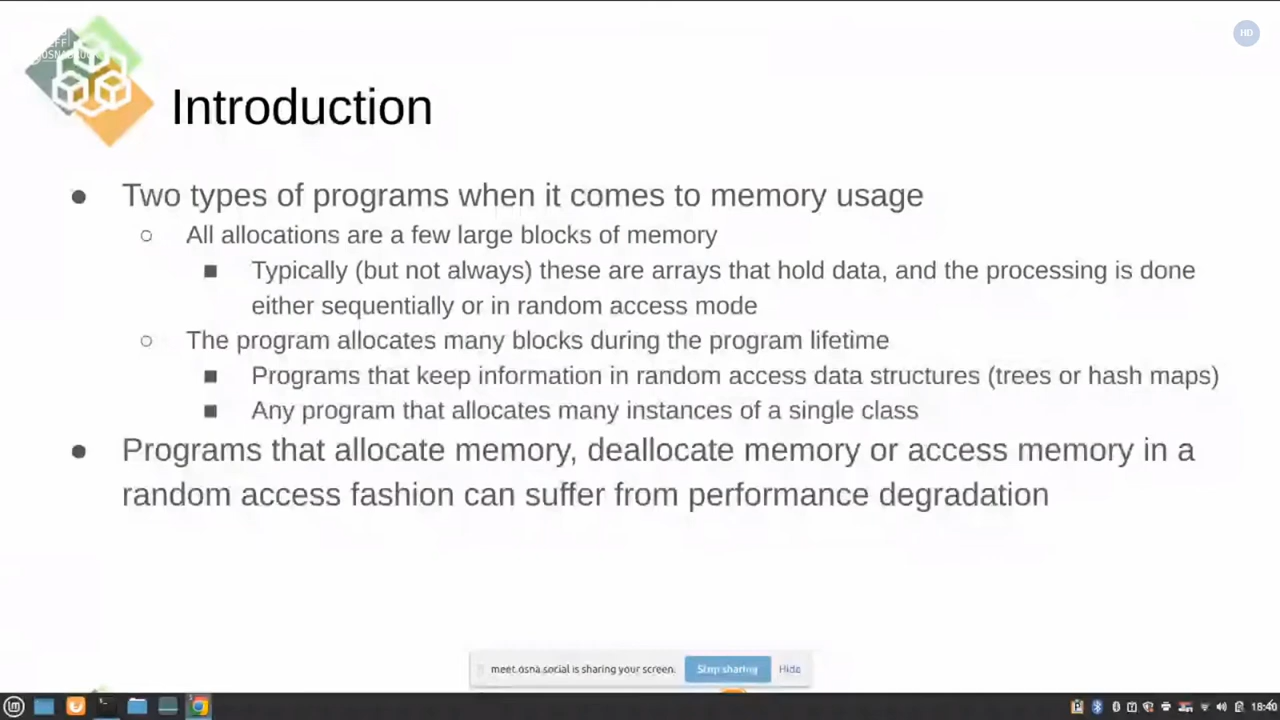 HD
OSNABRÜCK
Introduction
● Two types of programs when it comes to memory usage
○ All allocations are a few large blocks of memory
■ Typically (but not always) these are arrays that hold data, and the processing is done
either sequentially or in random access mode
○ The program allocates many blocks during the program lifetime
■ Programs that keep information in random access data structures (trees or hash maps)
■ Any program that allocates many instances of a single class
● Programs that allocate memory, deallocate memory or access memory in a
random access fashion can suffer from performance degradation
meet.osna.social is sharing your screen. Stop sharing Hide
18:40